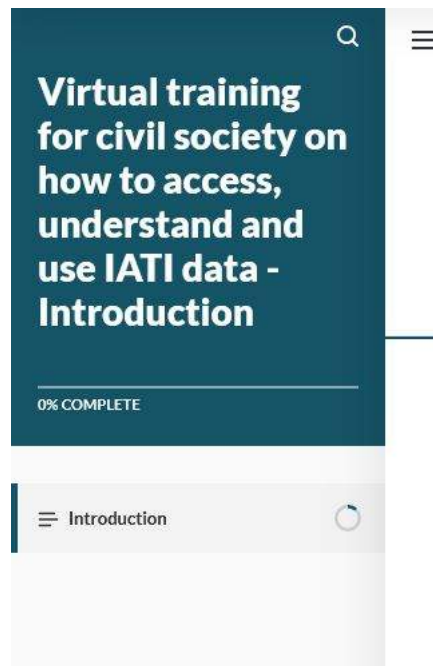 Virtual training
for civil society on
how to access,
understand and
use IATI data -
Introduction
0% COMPLETE
Introduction